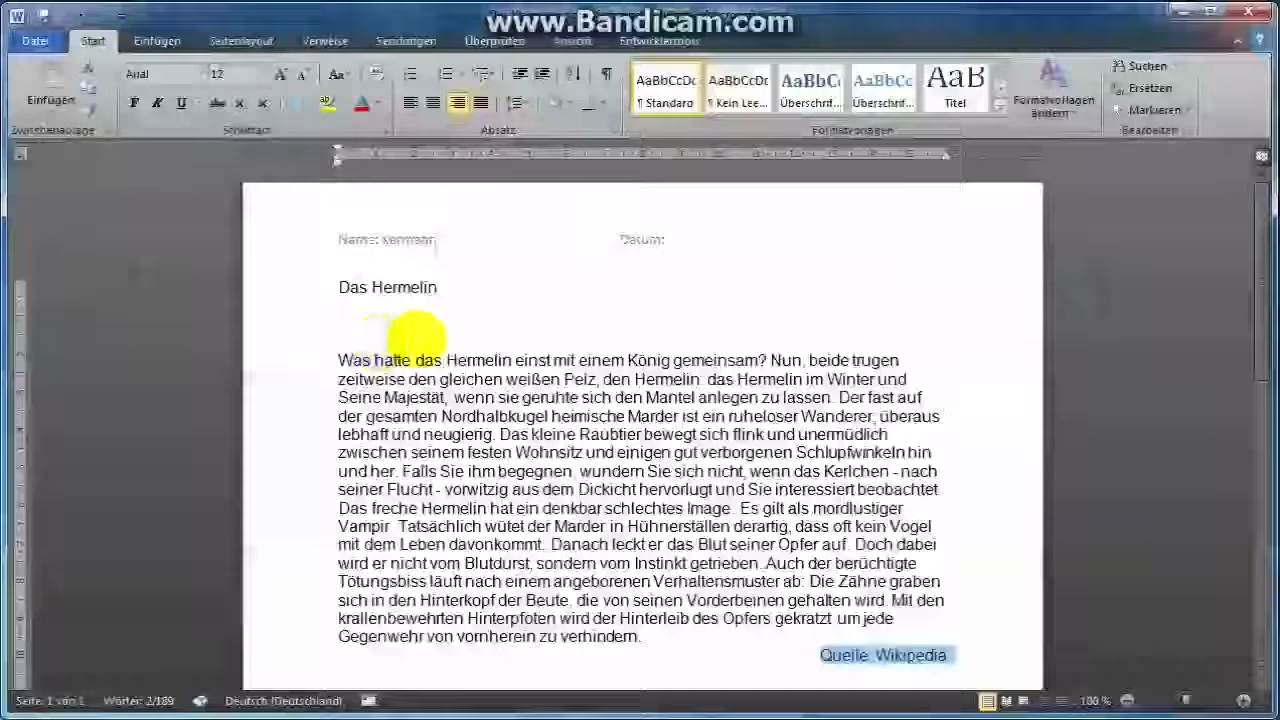 www.Bandicam.com
Datei Start Einfügen Seitenlayout Verweise Sendungen Überprüfen Ansicht Entwicklertools
Arial 12
Einfügen
Zwischenablage Schriftart Absatz Formatvorlagen Bearbeiten
AaBbCcDc AaBbCcDc AaBbC AaBbCc AaB
¶ Standard ¶ Kein Lee... Überschrif... Überschrif... Titel
Formatvorlagen ändern
Suchen
Ersetzen
Markieren
Name: Datum:
Das Hermelin
Was hatte das Hermelin einst mit einem König gemeinsam? Nun, beide trugen
zeitweise den gleichen weißen Pelz, den Hermelin: das Hermelin im Winter und
Seine Majestät, wenn sie geruhte sich den Mantel anlegen zu lassen. Der fast auf
der gesamten Nordhalbkugel heimische Marder ist ein ruheloser Wanderer, überaus
lebhaft und neugierig. Das kleine Raubtier bewegt sich flink und unermüdlich
zwischen seinem festen Wohnsitz und einigen gut verborgenen Schlupfwinkeln hin
und her. Falls Sie ihm begegnen, wundern Sie sich nicht, wenn das Kerlchen - nach
seiner Flucht - vorwitzig aus dem Dickicht hervorlugt und Sie interessiert beobachtet.
Das freche Hermelin hat ein denkbar schlechtes Image. Es gilt als mordlustiger
Vampir. Tatsächlich wütet der Marder in Hühnerställen derartig, dass oft kein Vogel
mit dem Leben davonkommt. Danach leckt er das Blut seiner Opfer auf. Doch dabei
wird er nicht vom Blutdurst, sondern vom Instinkt getrieben. Auch der berüchtigte
Tötungsbiss läuft nach einem angeborenen Verhaltensmuster ab: Die Zähne graben
sich in den Hinterkopf der Beute, die von seinen Vorderbeinen gehalten wird. Mit den
krallenbewehrten Hinterpfoten wird der Hinterleib des Opfers gekratzt um jede
Gegenwehr von vornherein zu verhindern.
Quelle: Wikipedia
Seite: 1 von 1 Wörter: 2/189 Deutsch (Deutschland) 100 %